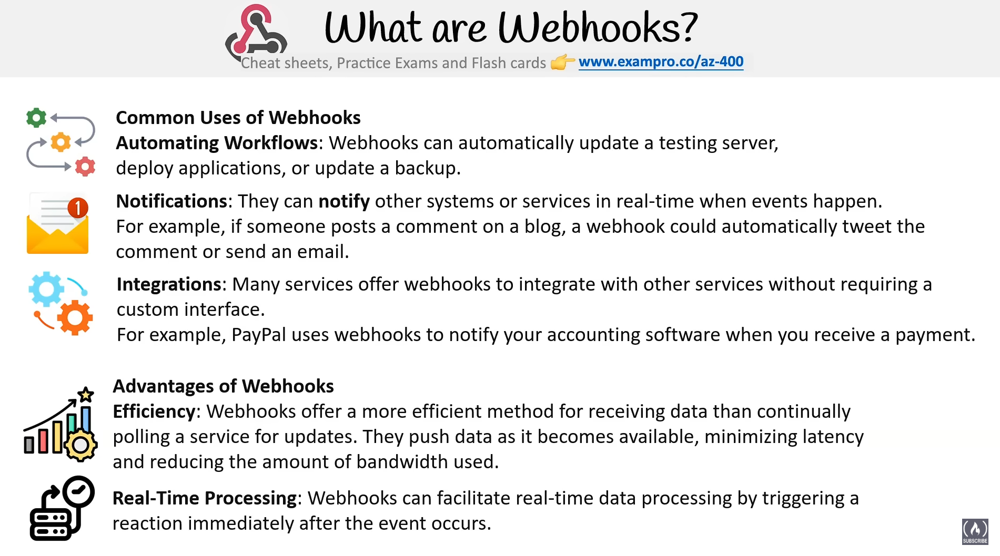 What are Webhooks?
Cheat sheets, Practice Exams and Flash cards 👉 www.exampro.co/az-400
Common Uses of Webhooks
Automating Workflows: Webhooks can automatically update a testing server,
deploy applications, or update a backup.
1
Notifications: They can notify other systems or services in real-time when events happen.
For example, if someone posts a comment on a blog, a webhook could automatically tweet the
comment or send an email.
Integrations: Many services offer webhooks to integrate with other services without requiring a
custom interface.
For example, PayPal uses webhooks to notify your accounting software when you receive a payment.
Advantages of Webhooks
Efficiency: Webhooks offer a more efficient method for receiving data than continually
polling a service for updates. They push data as it becomes available, minimizing latency
and reducing the amount of bandwidth used.
Real-Time Processing: Webhooks can facilitate real-time data processing by triggering a
reaction immediately after the event occurs.
SUBSCRIBE